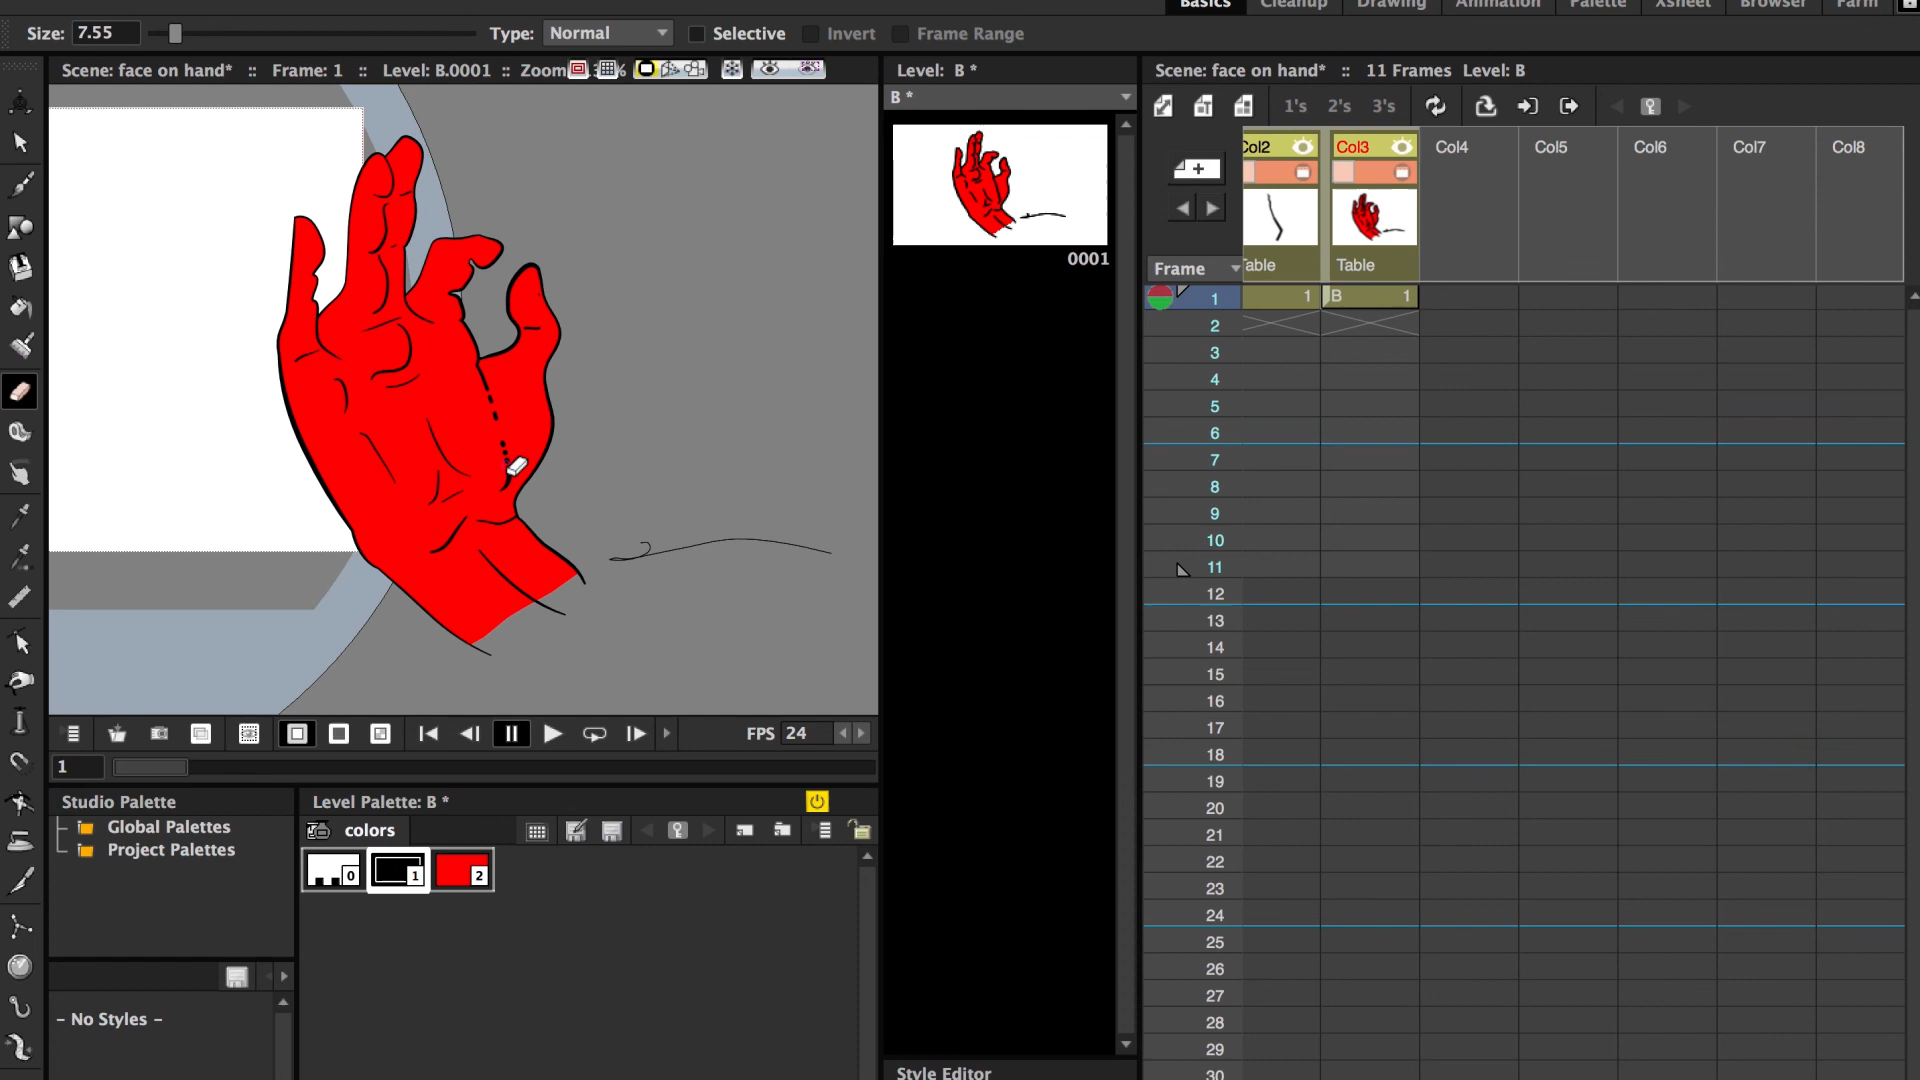 Basics Cleanup Drawing Animation Palette Xsheet Browser Farm
Size: 7.55 Type: Normal Selective Invert Frame Range
Scene: face on hand* :: Frame: 1 :: Level: B.0001 :: Zoom
Level: B *
Scene: face on hand* :: 11 Frames Level: B
B *
1's 2's 3's
Col2 Col3 Col4 Col5 Col6 Col7 Col8
0001
Table Table
Frame
1 1 B 1
2
3
4
5
6
7
8
9
10
11
12
13
14
15
16
17
18
19
20
21
22
23
24
25
26
27
28
29
30
FPS 24
1
Studio Palette
Global Palettes
Project Palettes
Level Palette: B *
colors
0 1 2
- No Styles -
Style Editor